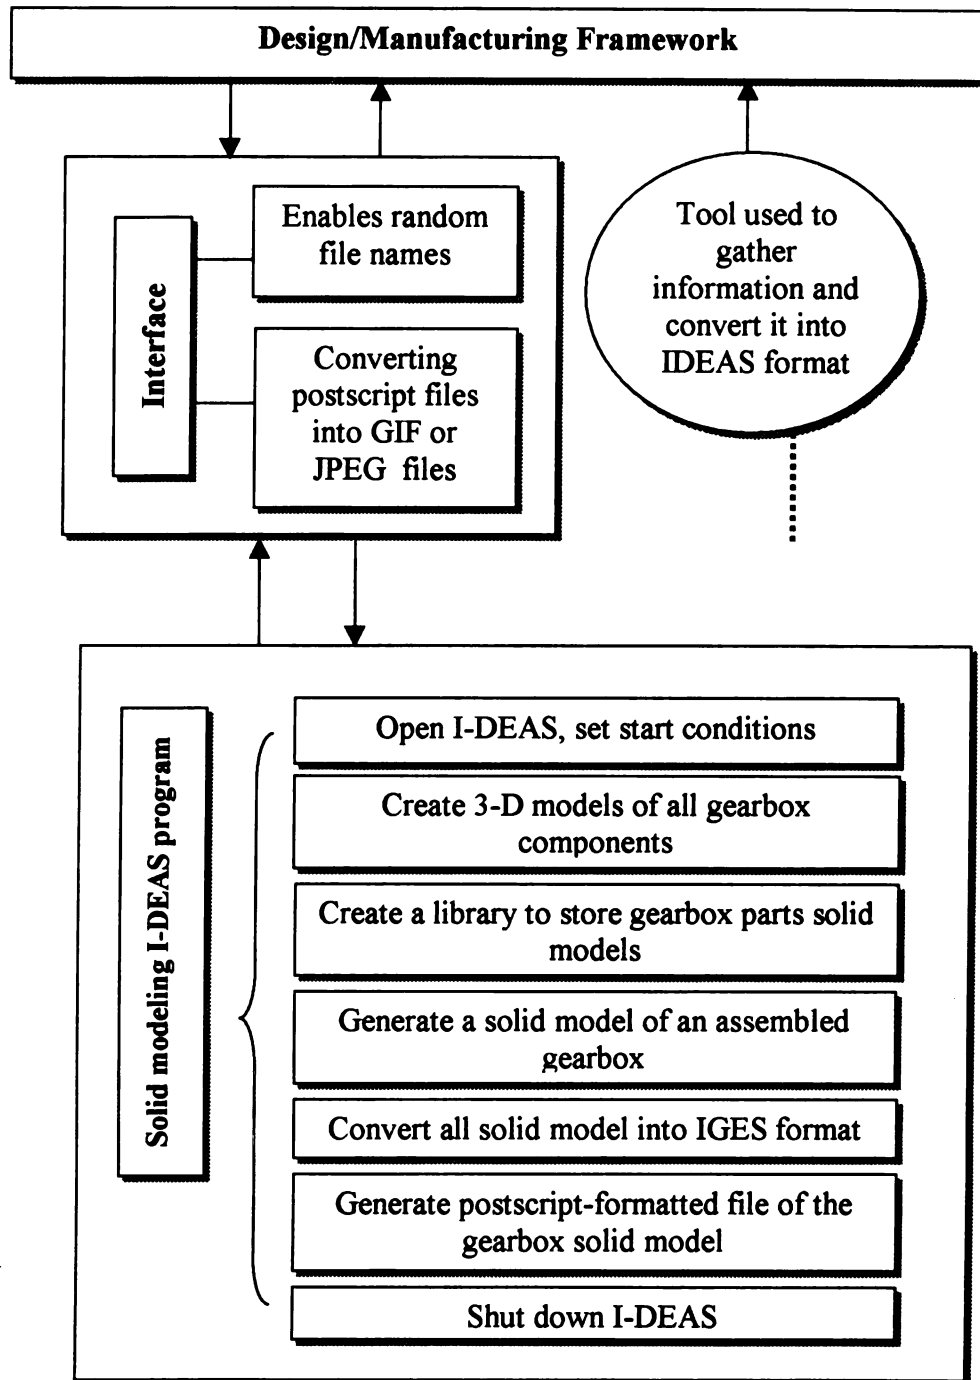 Design/Manufacturing Framework
Interface
Enables random
file names
Converting
postscript files
into GIF or
JPEG files
Tool used to
gather
information and
convert it into
IDEAS format
Solid modeling I-DEAS program
Open I-DEAS, set start conditions
Create 3-D models of all gearbox
components
Create a library to store gearbox parts solid
models
Generate a solid model of an assembled
gearbox
Convert all solid model into IGES format
Generate postscript-formatted file of the
gearbox solid model
Shut down I-DEAS